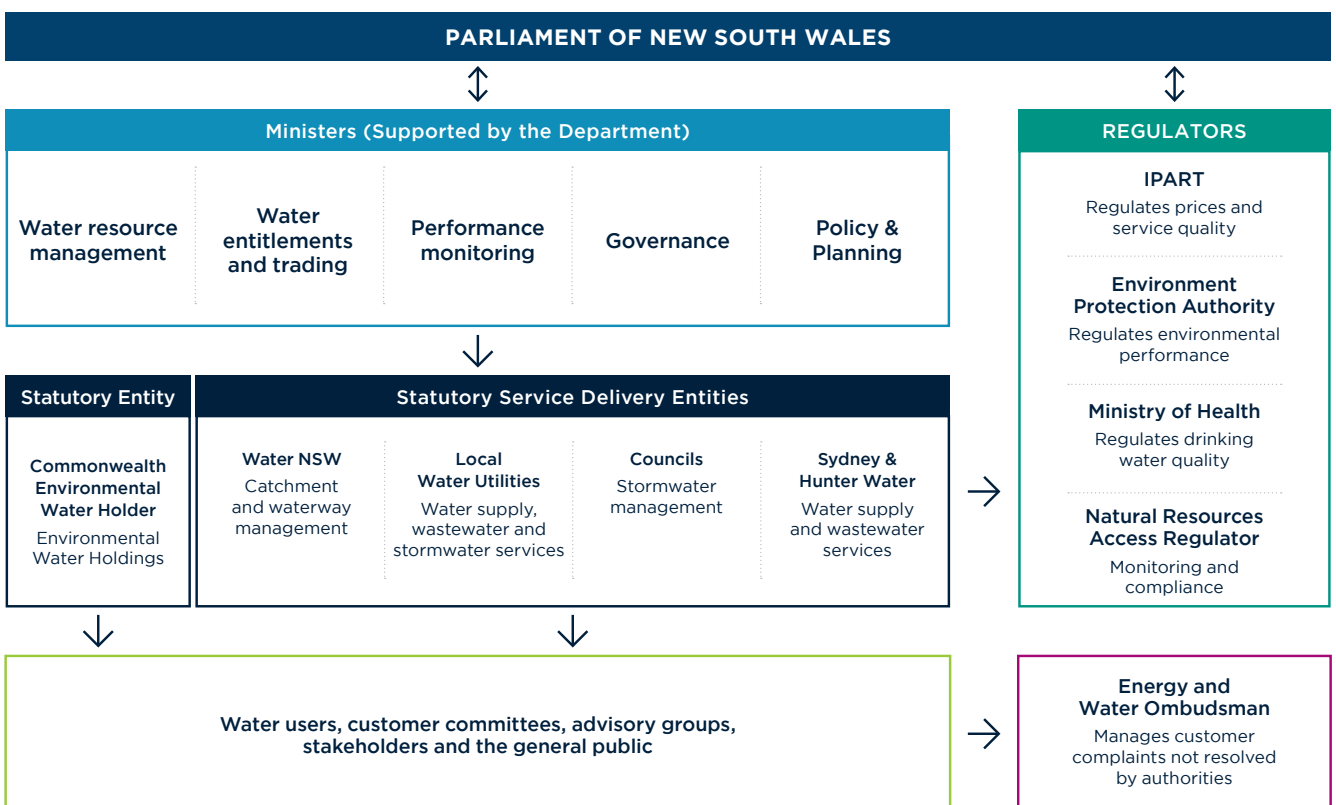 PARLIAMENT OF NEW SOUTH WALES
Ministers (Supported by the Department)
Water resource
management
Water
entitlements
and trading
Performance
monitoring
Governance
Policy &
Planning
REGULATORS
IPART
Regulates prices and
service quality
Environment
Protection Authority
Regulates environmental
performance
Ministry of Health
Regulates drinking
water quality
Natural Resources
Access Regulator
Monitoring and
compliance
Statutory Entity
Commonwealth
Environmental
Water Holder
Environmental
Water Holdings
Statutory Service Delivery Entities
Water NSW
Catchment
and waterway
management
Local
Water Utilities
Water supply,
wastewater and
stormwater services
Councils
Stormwater
management
Sydney &
Hunter Water
Water supply
and wastewater
services
Water users, customer committees, advisory groups,
stakeholders and the general public
Energy and
Water Ombudsman
Manages customer
complaints not resolved
by authorities